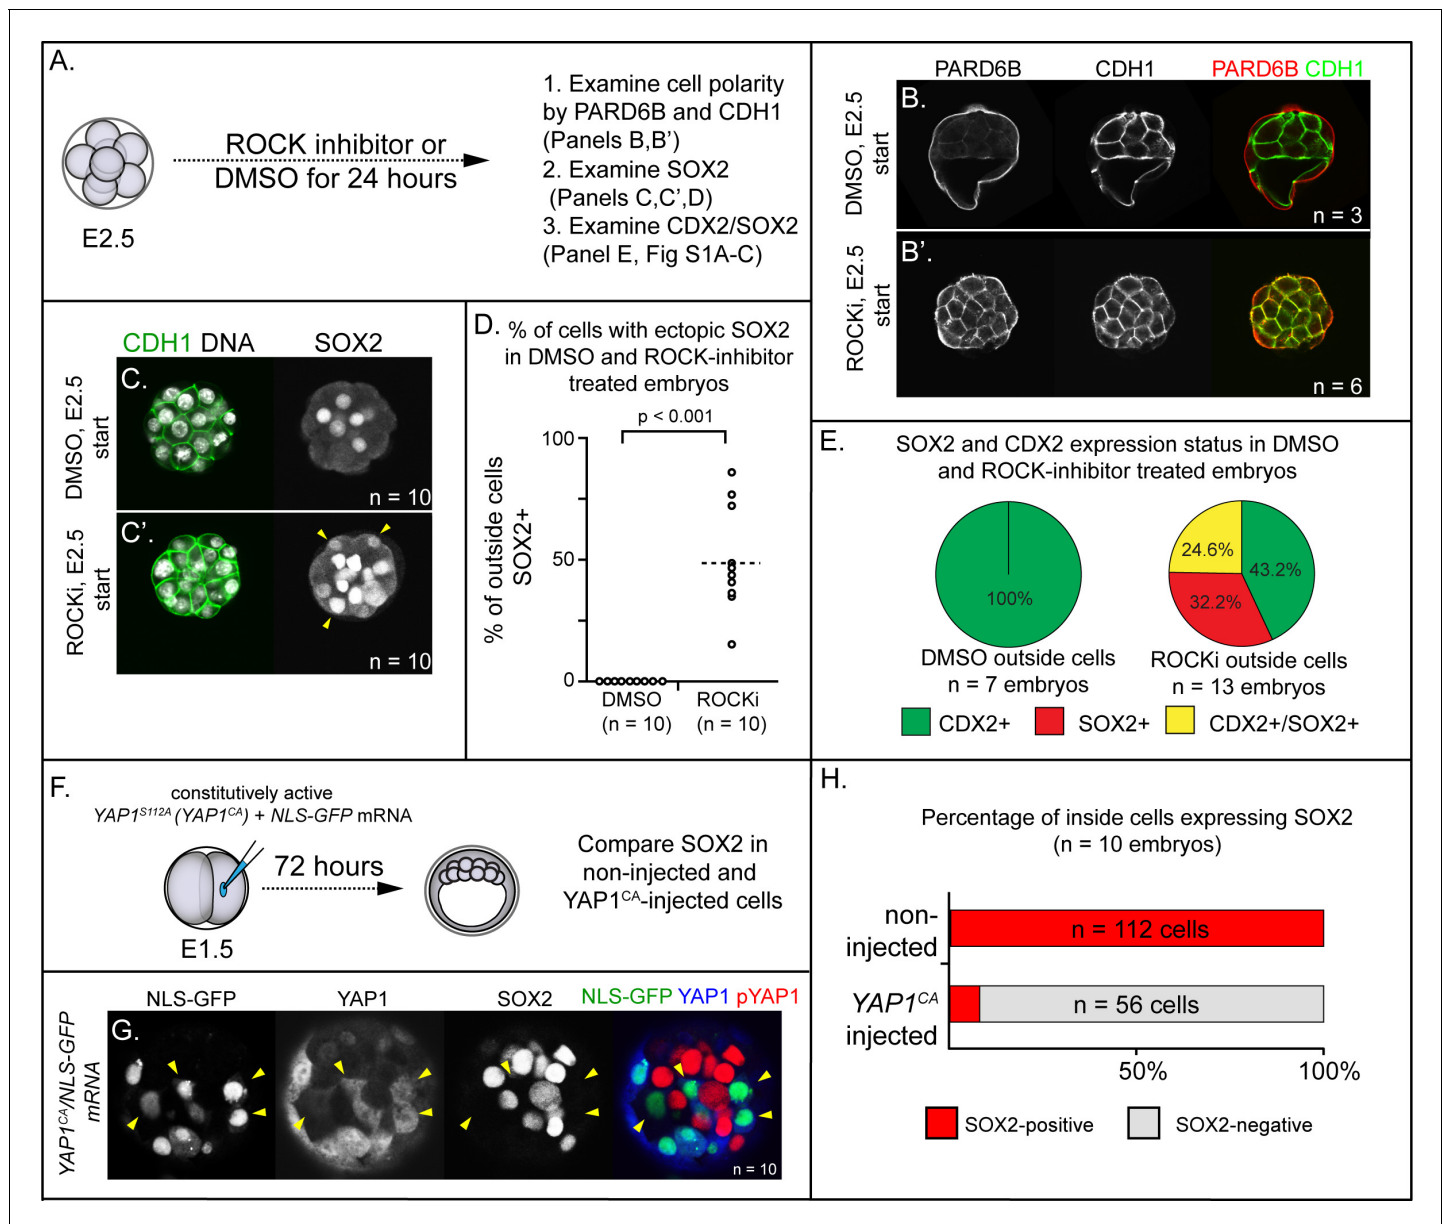 A.
E2.5
ROCK inhibitor or
DMSO for 24 hours
1. Examine cell polarity
by PARD6B and CDH1
(Panels B,B')
2. Examine SOX2
(Panels C,C',D)
3. Examine CDX2/SOX2
(Panel E, Fig S1A-C)
PARD6B CDH1 PARD6B CDH1
B.
DMSO, E2.5
start
n = 3
B'.
ROCKi, E2.5
start
n = 6
CDH1 DNA SOX2
C.
DMSO, E2.5
start
n = 10
C'.
ROCKi, E2.5
start
n = 10
D.
% of cells with ectopic SOX2
in DMSO and ROCK-inhibitor
treated embryos
p < 0.001
% of outside cells
SOX2+
100
50
0
DMSO ROCKi
(n = 10) (n = 10)
E.
SOX2 and CDX2 expression status in DMSO
and ROCK-inhibitor treated embryos
100%
24.6%
43.2%
32.2%
DMSO outside cells
n = 7 embryos
ROCKi outside cells
n = 13 embryos
CDX2+ SOX2+ CDX2+/SOX2+
F.
constitutively active
YAP1S112A (YAP1CA) + NLS-GFP mRNA
72 hours
E1.5
Compare SOX2 in
non-injected and
YAP1CA-injected cells
NLS-GFP YAP1 SOX2 NLS-GFP YAP1 pYAP1
G.
YAP1CA/NLS-GFP
mRNA
n = 10
H.
Percentage of inside cells expressing SOX2
(n = 10 embryos)
non-
injected
n = 112 cells
YAP1CA
injected
n = 56 cells
50% 100%
SOX2-positive SOX2-negative